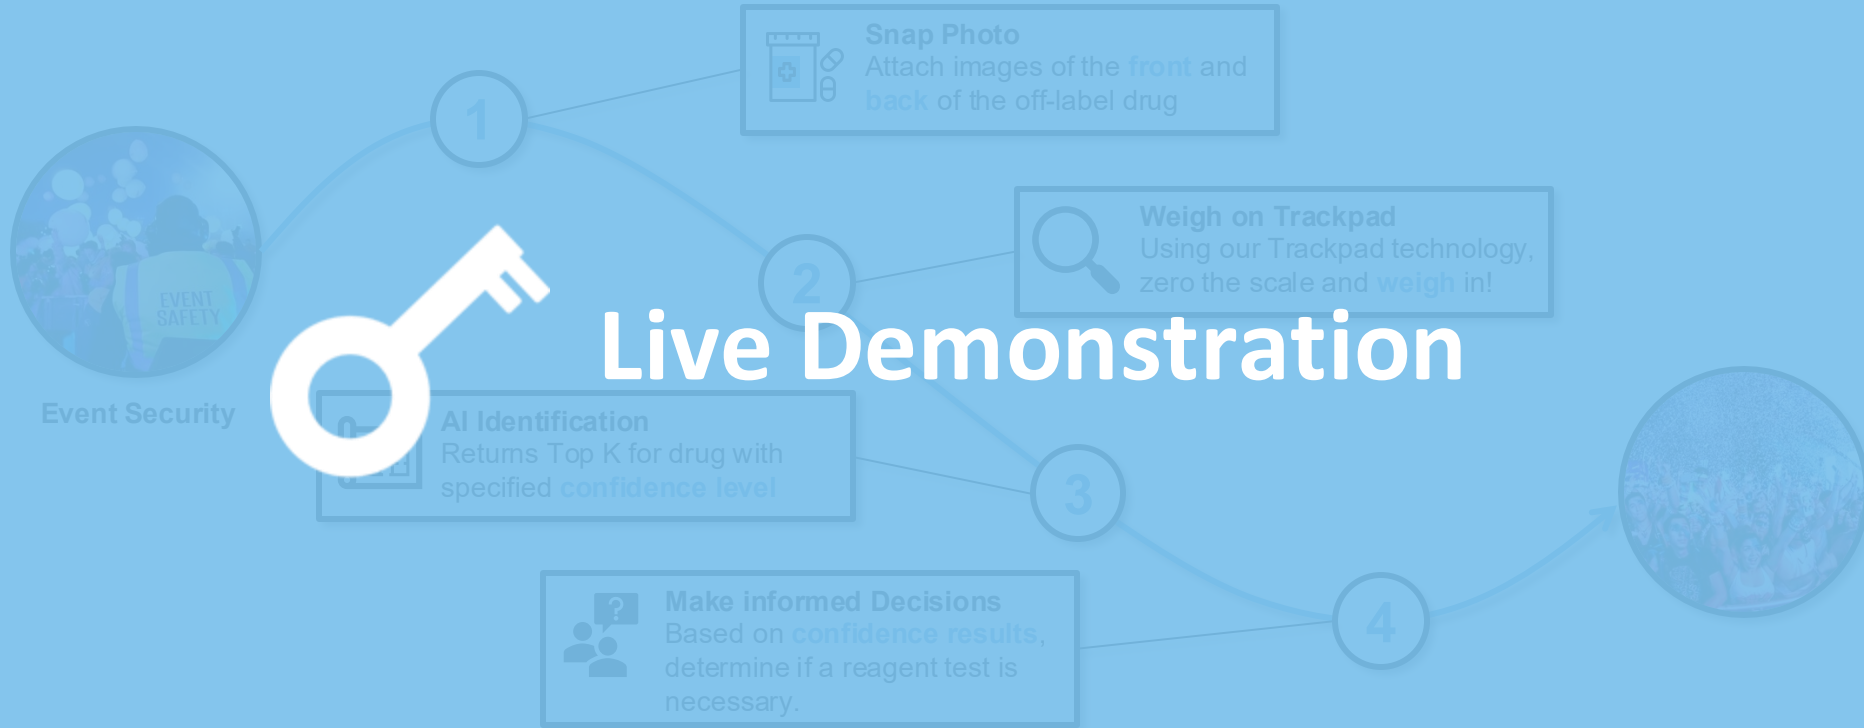 Snap Photo
Attach images of the front and
back of the off-label drug
1
Weigh on Trackpad
Using our Trackpad technology,
zero the scale and weigh in!
2
EVENT
SAFETY
Live Demonstration
Event Security
AI Identification
Returns Top K for drug with
specified confidence level
3
Make informed Decisions
Based on confidence results,
determine if a reagent test is
necessary.
4
?